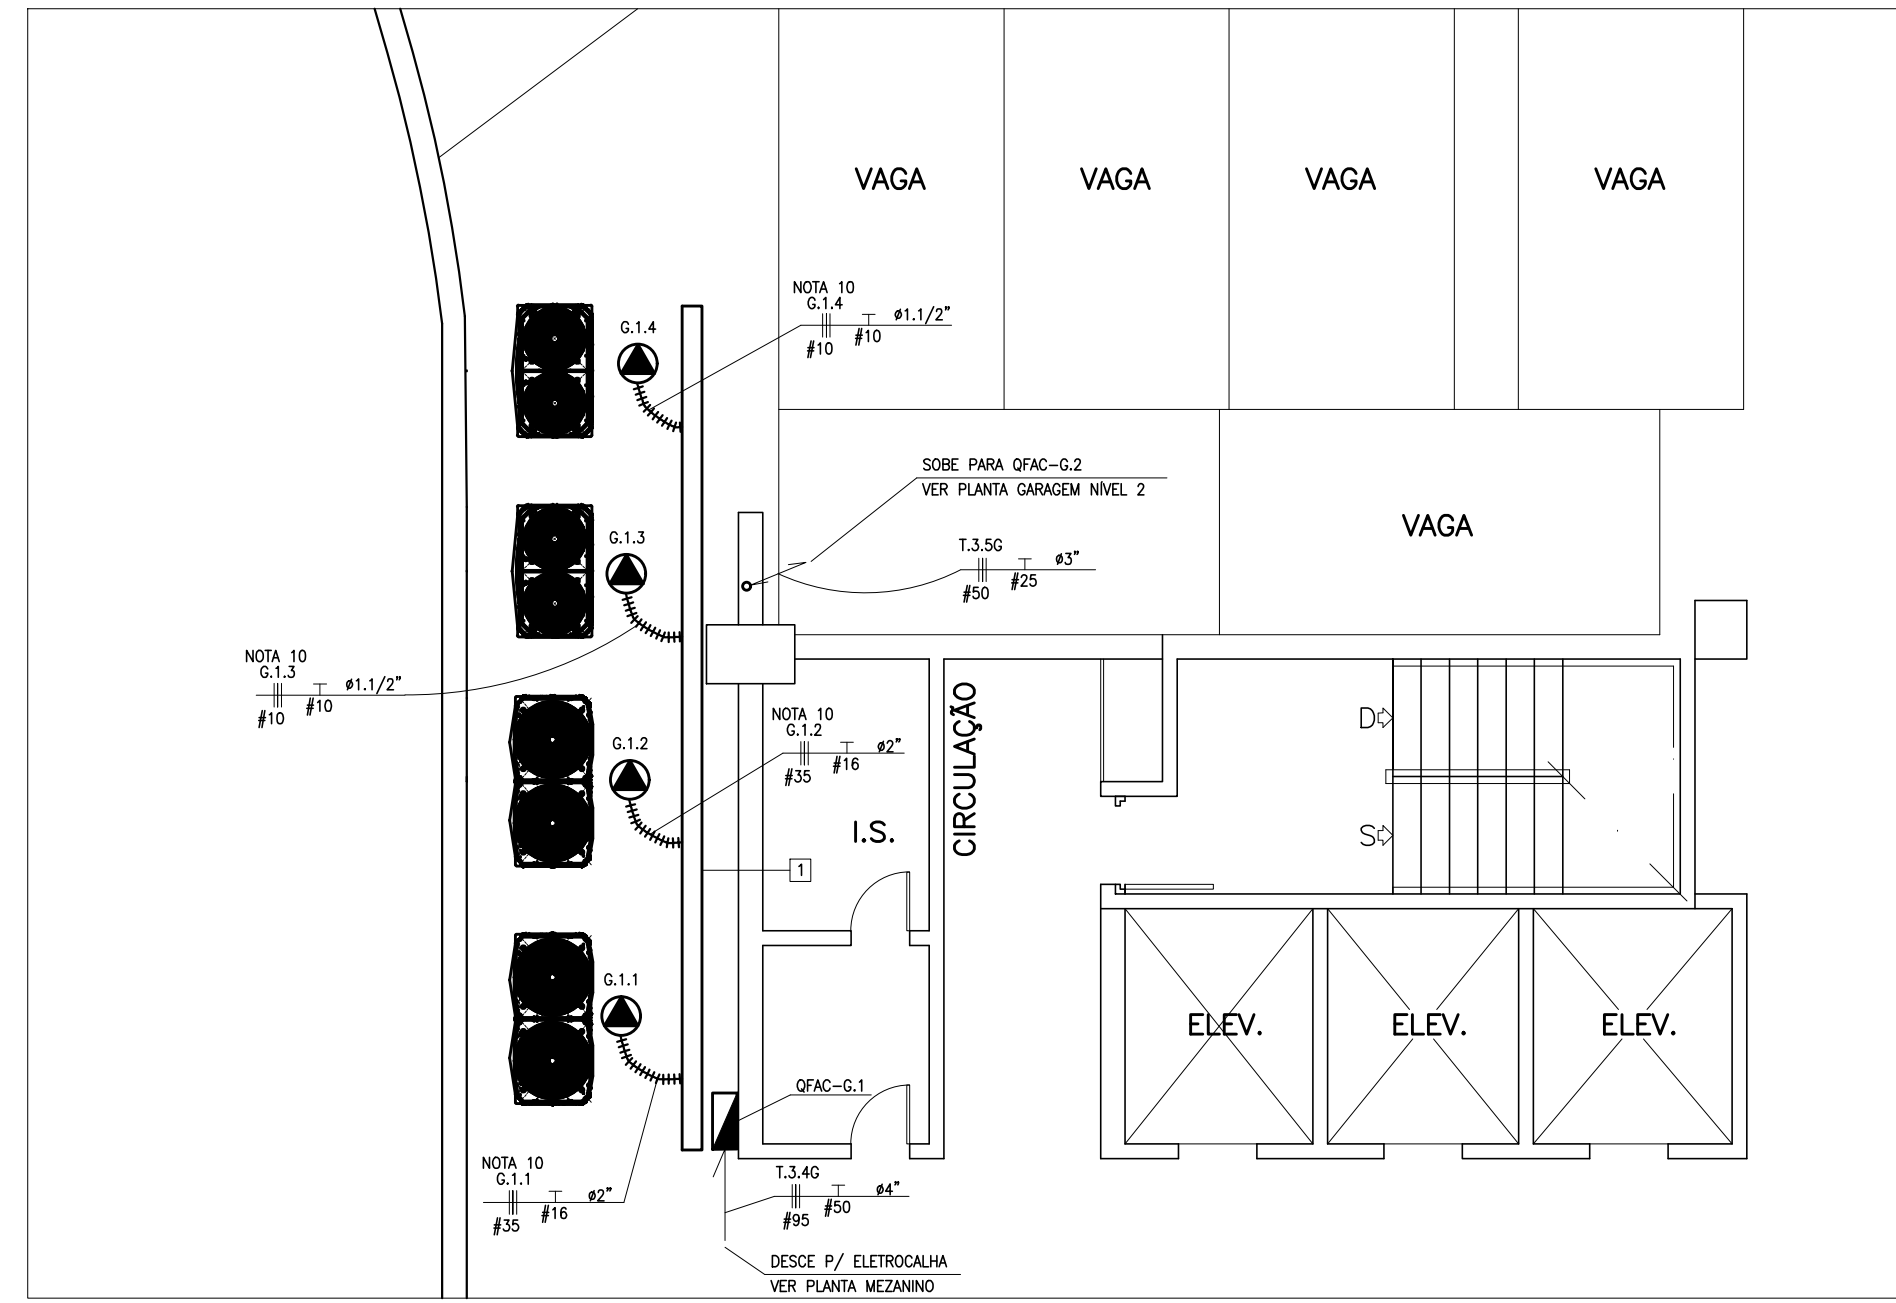 VAGA
VAGA
VAGA
VAGA
NOTA 10
G.1.4
ø1.1/2"
#10
#10
G.1.4
SOBE PARA QFAC-G.2
VER PLANTA GARAGEM NÍVEL 2
VAGA
G.1.3
T.3.5G
ø3"
#50
#25
NOTA 10
G.1.3
ø1.1/2"
#10
#10
CIRCULAÇÃO
D
NOTA 10
G.1.2
ø2"
#35
#16
G.1.2
I.S.
S
1
G.1.1
ELEV.
ELEV.
ELEV.
QFAC-G.1
NOTA 10
G.1.1
ø2"
#35
#16
T.3.4G
ø4"
#95
#50
DESCE P/ ELETROCALHA
VER PLANTA MEZANINO